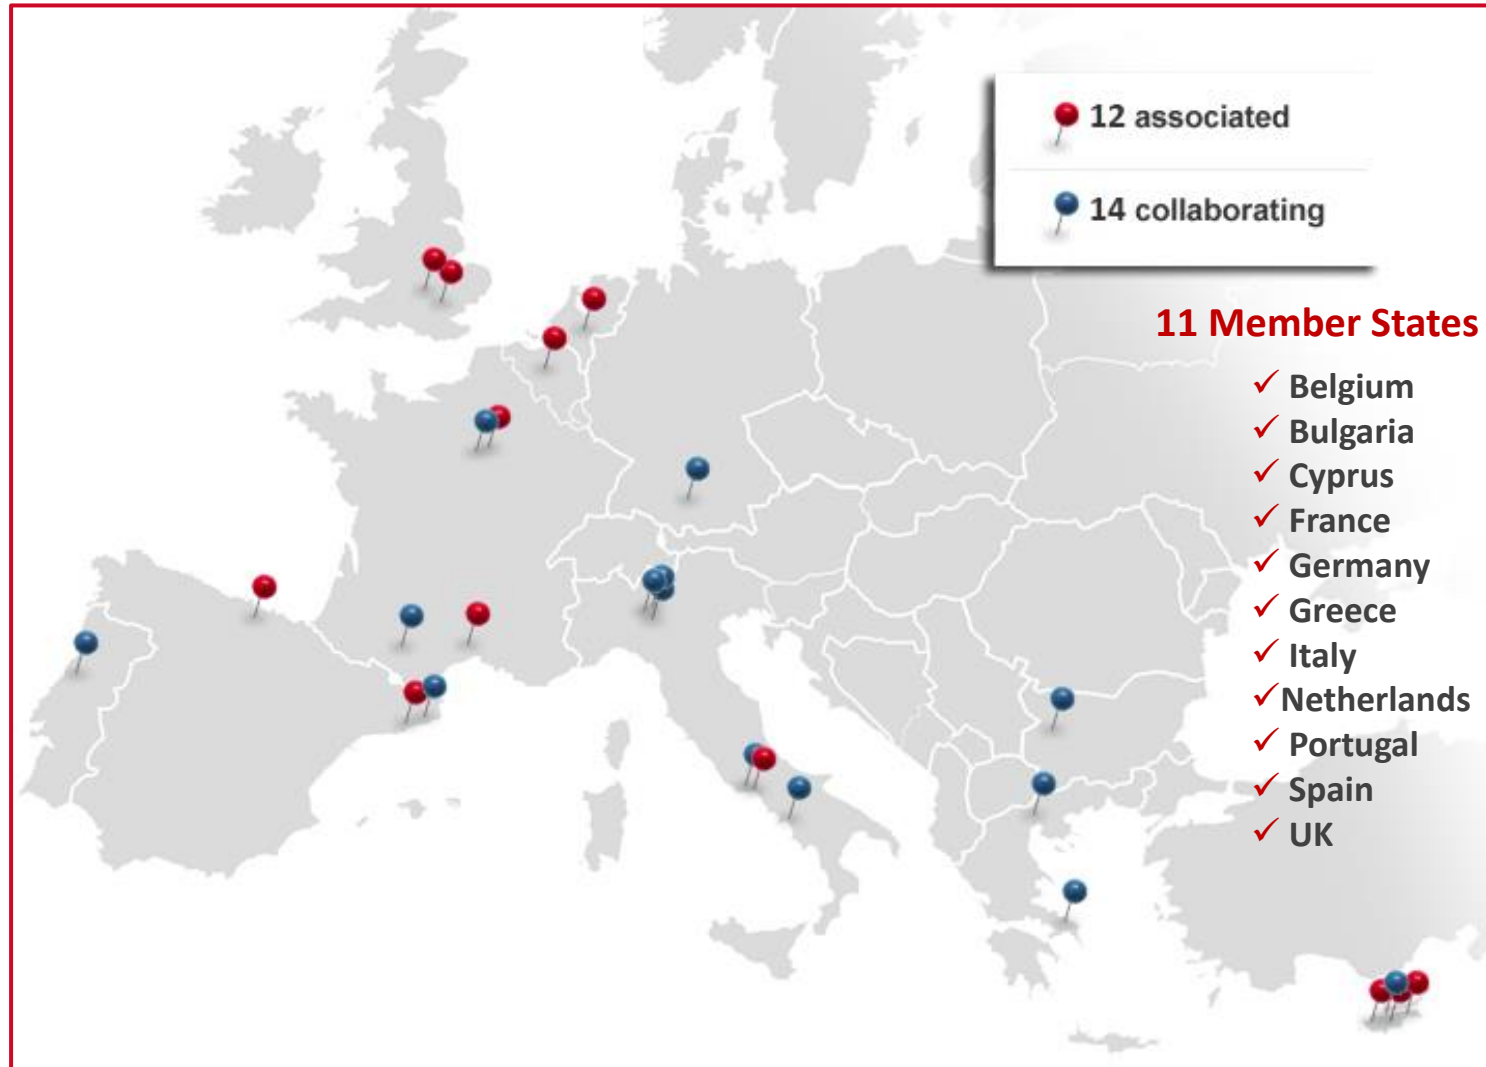 12 associated
14 collaborating
11 Member States
✓ Belgium
✓ Bulgaria
✓ Cyprus
✓ France
✓ Germany
✓ Greece
✓ Italy
✓ Netherlands
✓ Portugal
✓ Spain
✓ UK